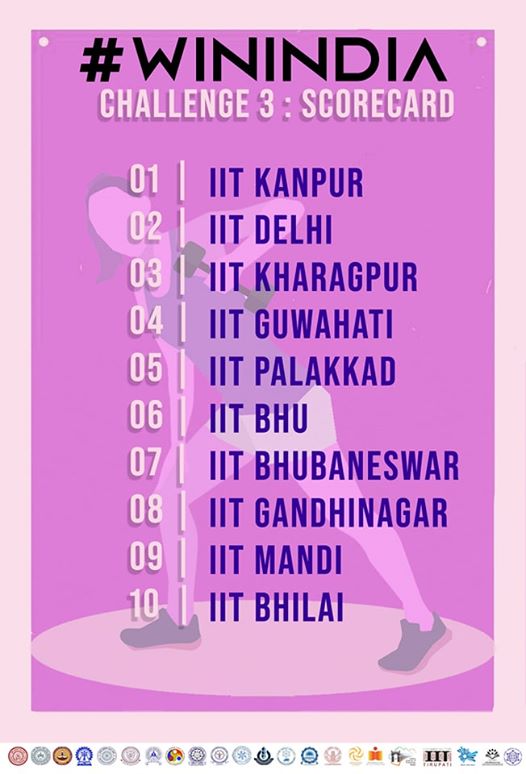 #WININDIA
CHALLENGE 3 : SCORECARD
01 | IIT KANPUR
02 | IIT DELHI
03 | IIT KHARAGPUR
04 | IIT GUWAHATI
05 | IIT PALAKKAD
06 | IIT BHU
07 | IIT BHUBANESWAR
08 | IIT GANDHINAGAR
09 | IIT MANDI
10 | IIT BHILAI
TIRUPATI